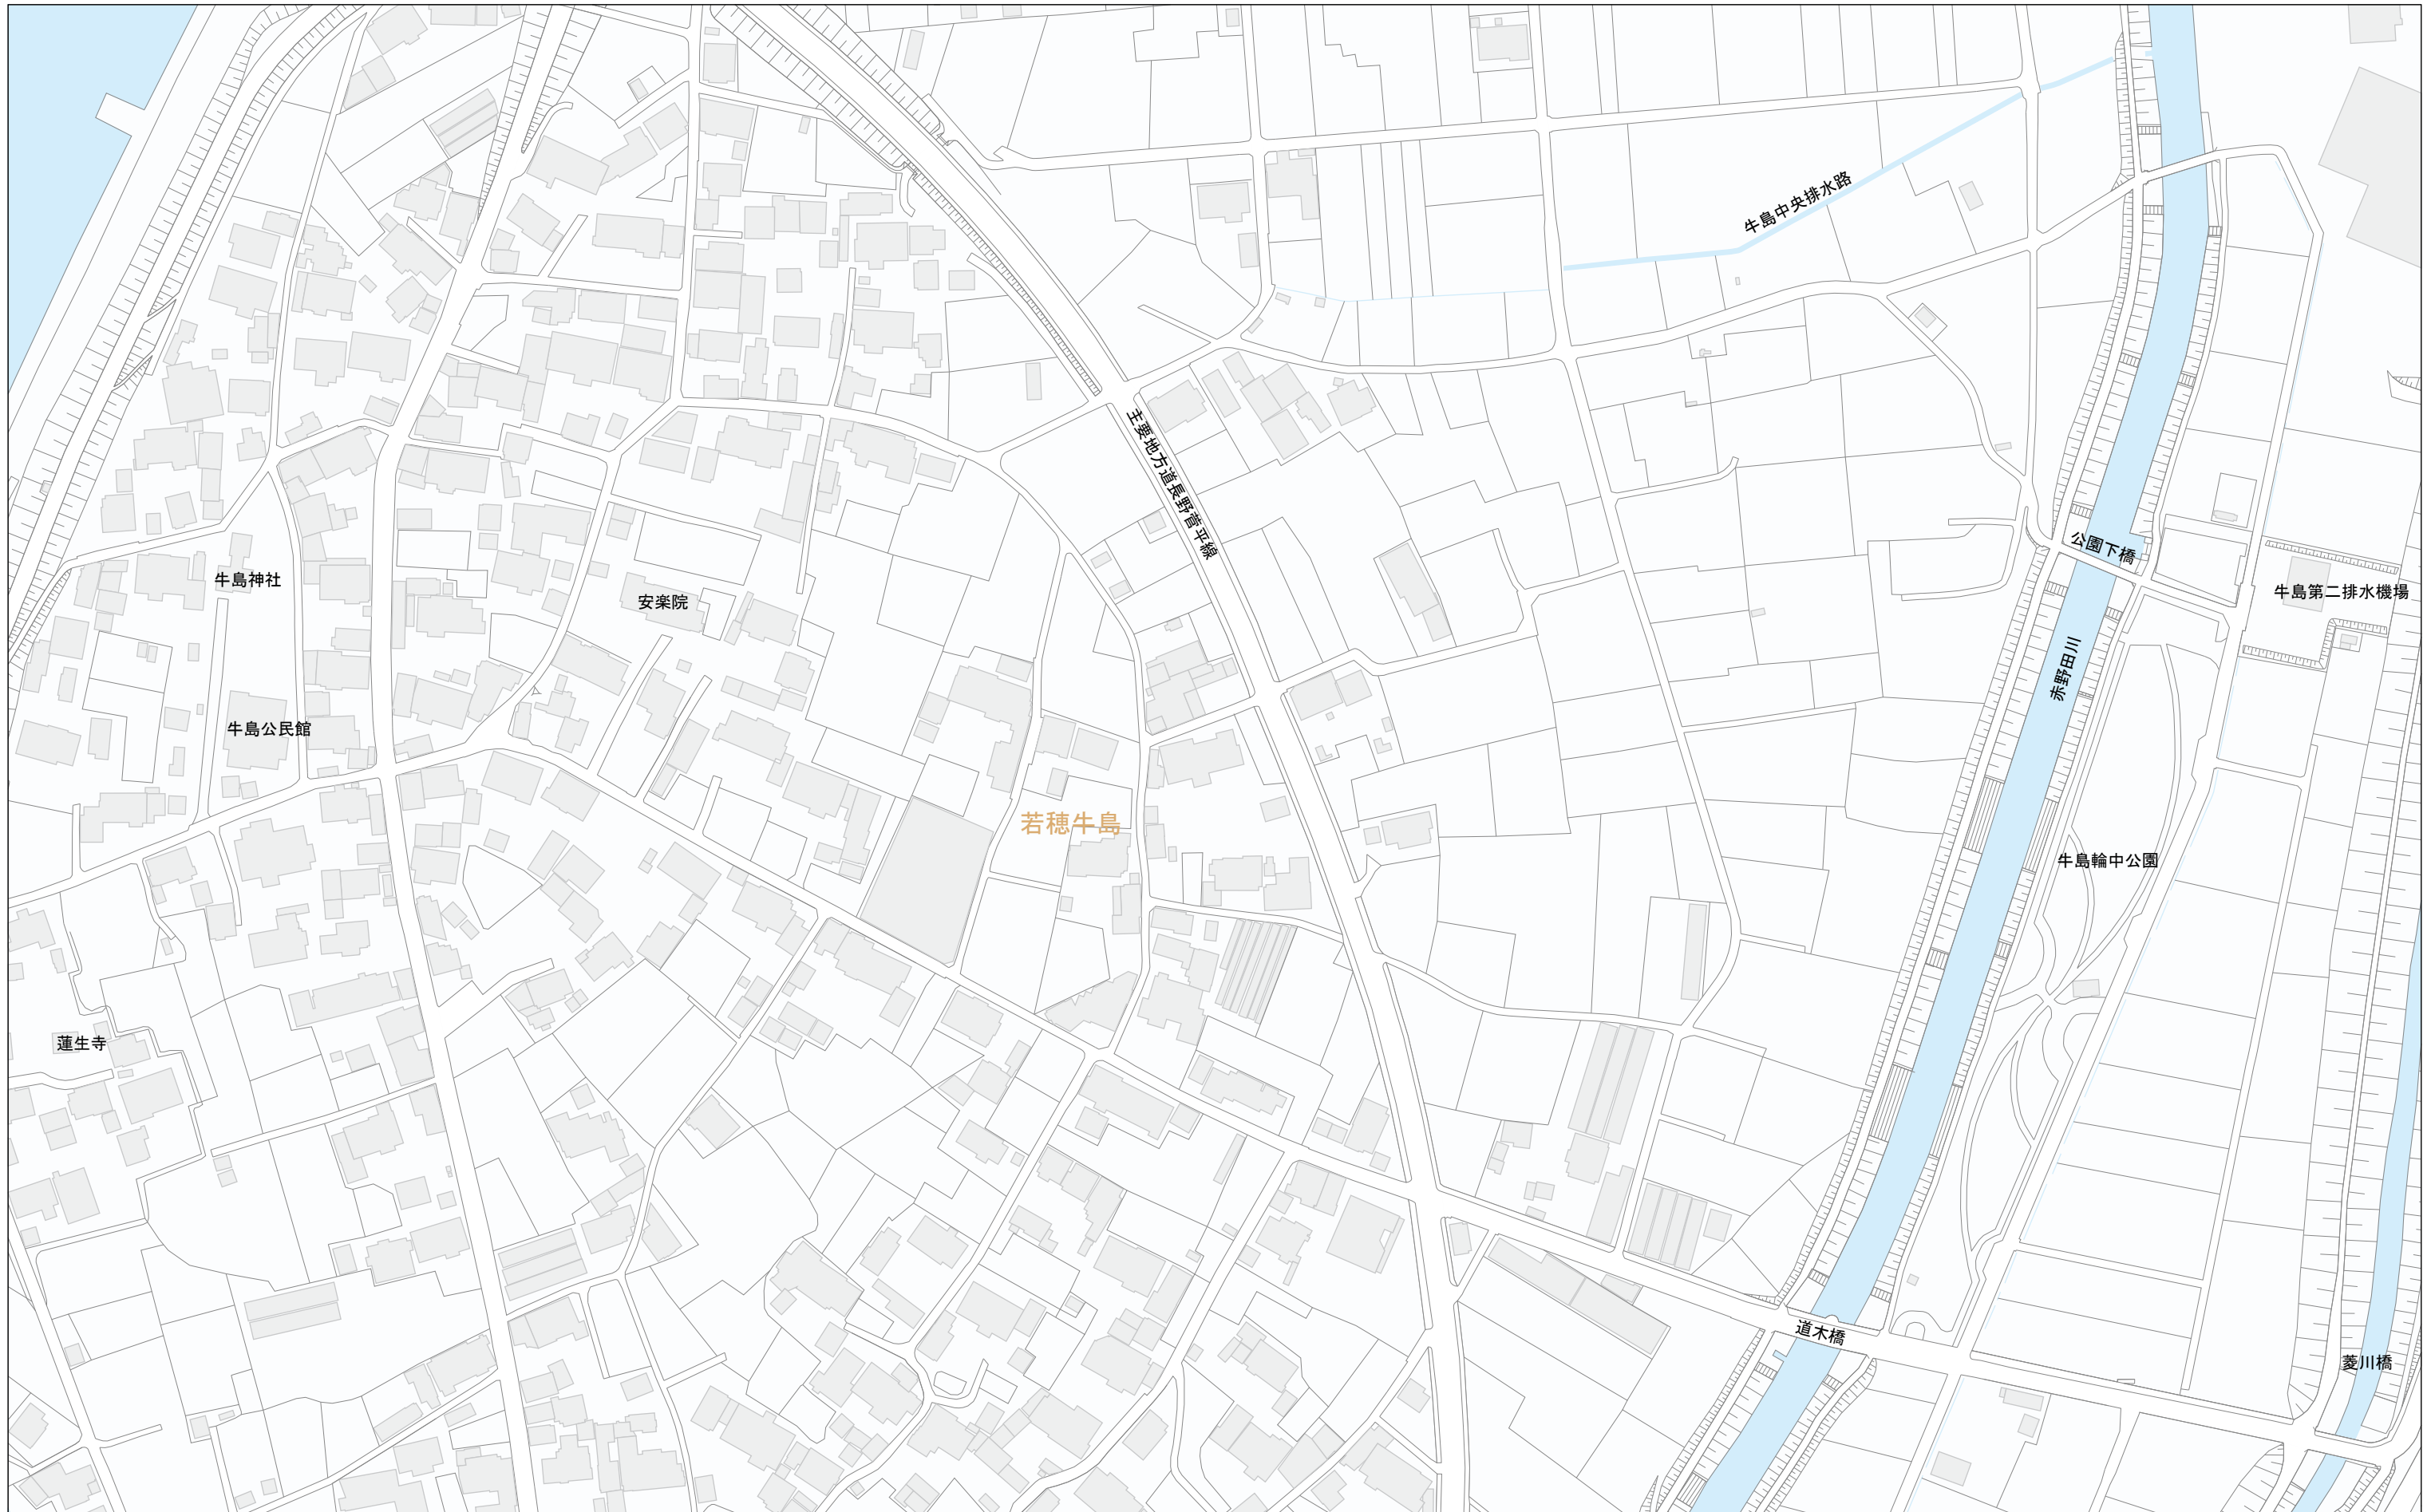 牛島中央排水路
主要地方道長野菅平線
公園下橋
牛島神社
牛島第二排水機場
安楽院
赤野田川
牛島公民館
若穂牛島
牛島輪中公園
蓮生寺
道木橋
菱川橋